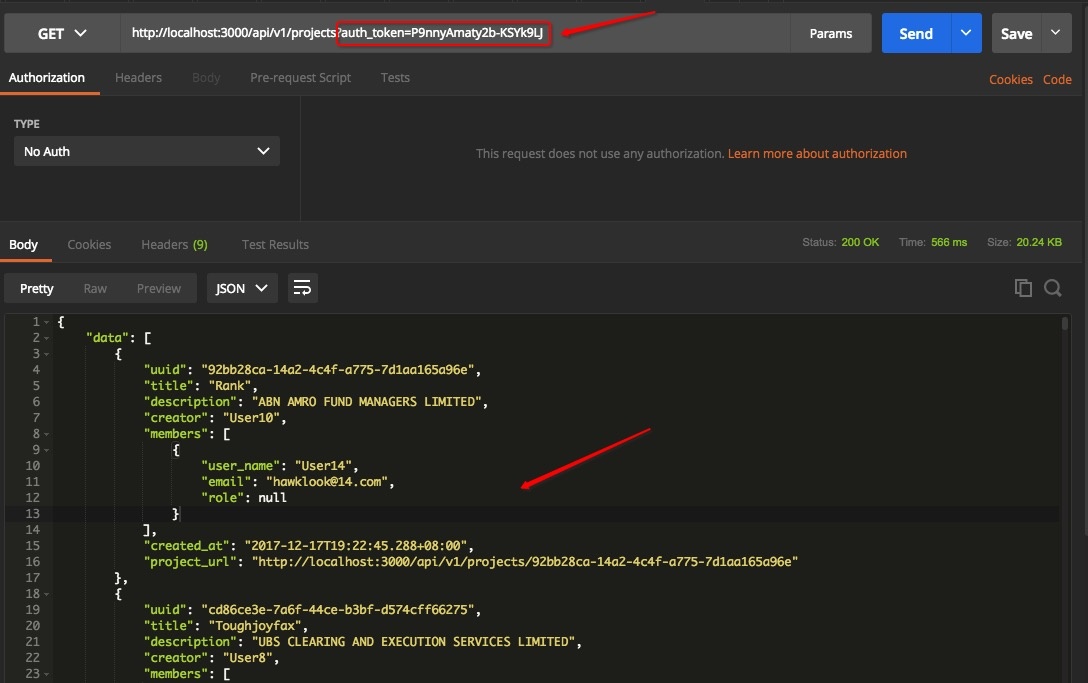 GET http://localhost:3000/api/v1/projects?auth_token=P9nnyAmaty2b-KSYk9LJ Params Send Save
Authorization Headers Body Pre-request Script Tests Cookies Code
TYPE
No Auth
This request does not use any authorization. Learn more about authorization
Body Cookies Headers (9) Test Results Status: 200 OK Time: 566 ms Size: 20.24 KB
Pretty Raw Preview JSON
1 {
2 "data": [
3 {
4 "uuid": "92bb28ca-14a2-4c4f-a775-7d1aa165a96e",
5 "title": "Rank",
6 "description": "ABN AMRO FUND MANAGERS LIMITED",
7 "creator": "User10",
8 "members": [
9 {
10 "user_name": "User14",
11 "email": "hawklook@14.com",
12 "role": null
13 }
14 ],
15 "created_at": "2017-12-17T19:22:45.288+08:00",
16 "project_url": "http://localhost:3000/api/v1/projects/92bb28ca-14a2-4c4f-a775-7d1aa165a96e"
17 },
18 {
19 "uuid": "cd86ce3e-7a6f-44ce-b3bf-d574cff66275",
20 "title": "Toughjoyfax",
21 "description": "UBS CLEARING AND EXECUTION SERVICES LIMITED",
22 "creator": "User8",
23 "members": [